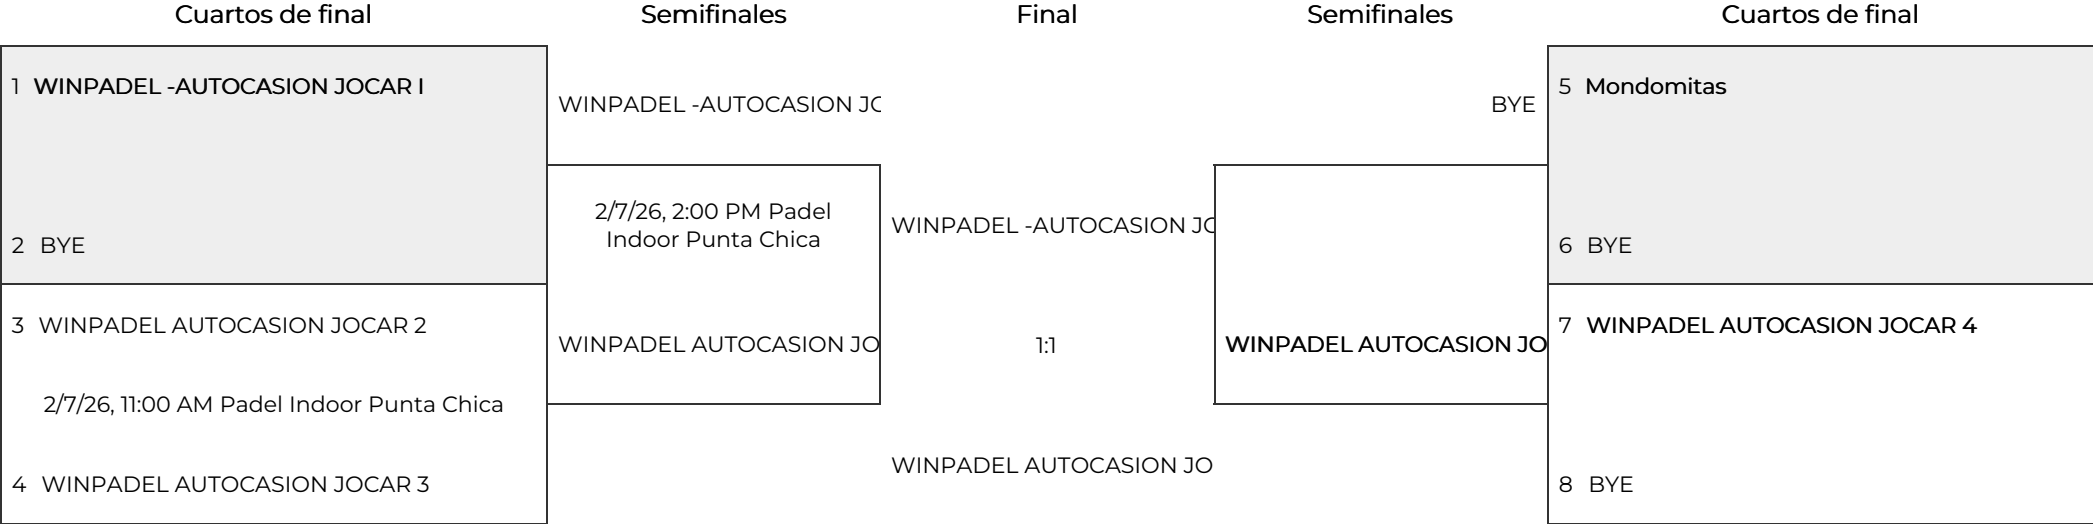 Cuartos de final
Semifinales
Final
Semifinales
Cuartos de final
1 WINPADEL -AUTOCASION JOCAR I
2 BYE
3 WINPADEL AUTOCASION JOCAR 2
2/7/26, 11:00 AM Padel Indoor Punta Chica
4 WINPADEL AUTOCASION JOCAR 3
WINPADEL -AUTOCASION JO
2/7/26, 2:00 PM Padel
Indoor Punta Chica
WINPADEL AUTOCASION JO
WINPADEL -AUTOCASION JO
1:1
WINPADEL AUTOCASION JO
BYE
WINPADEL AUTOCASION JO
5 Mondomitas
6 BYE
7 WINPADEL AUTOCASION JOCAR 4
8 BYE